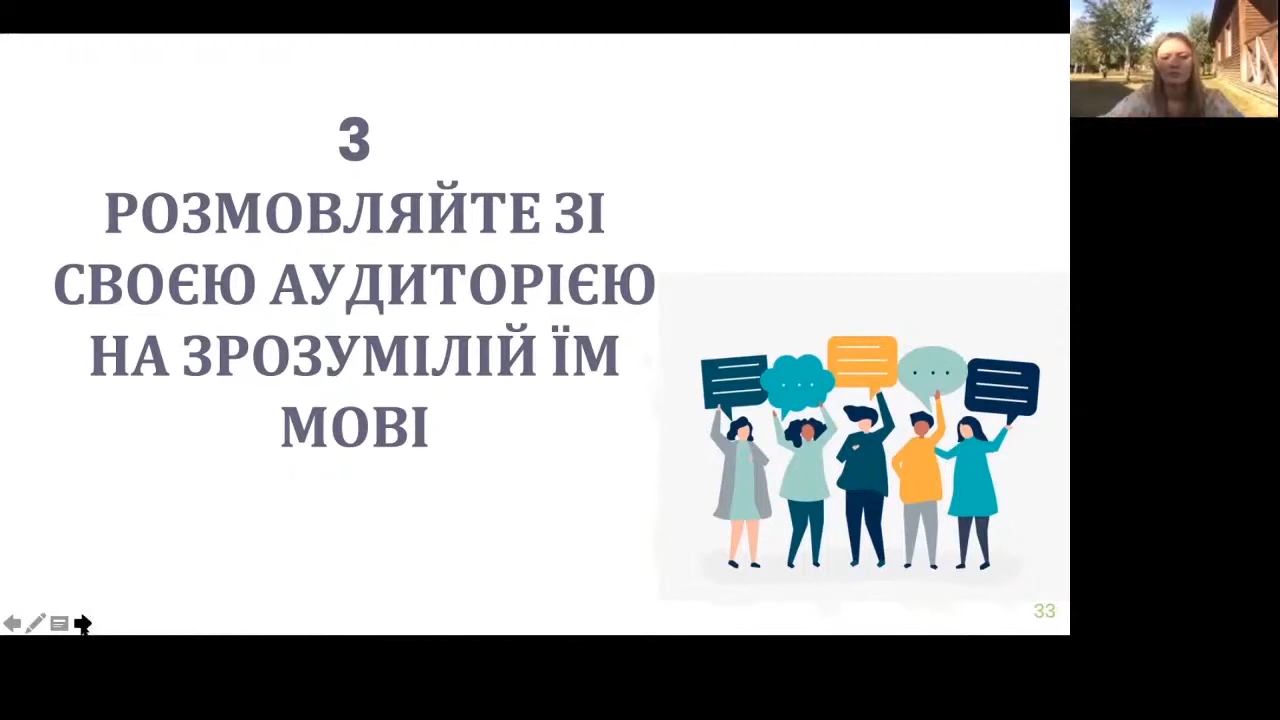 3
РОЗМОВЛЯЙТЕ ЗІ
СВОЄЮ АУДИТОРІЄЮ
НА ЗРОЗУМІЛІЙ ЇМ
МОВІ
33